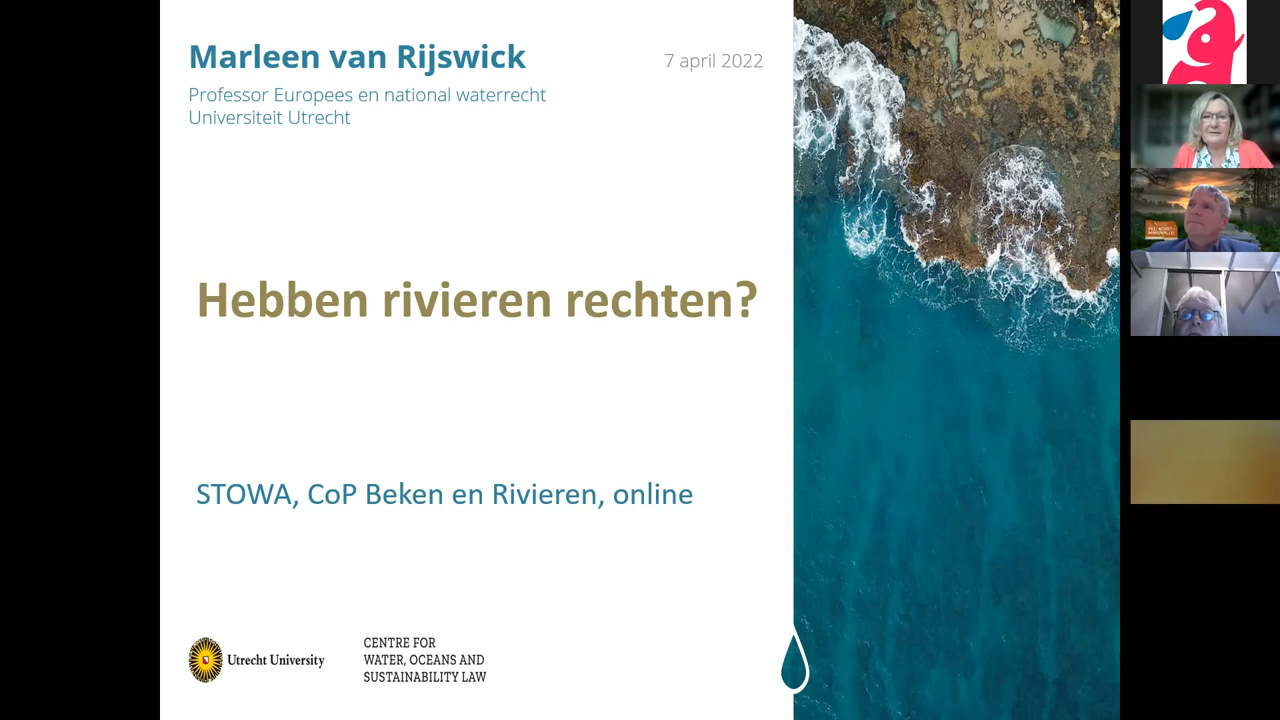 Marleen van Rijswick
7 april 2022
Professor Europees en national waterrecht
Universiteit Utrecht
Hebben rivieren rechten?
STOWA, CoP Beken en Rivieren, online
Utrecht University
CENTRE FOR
WATER, OCEANS AND
SUSTAINABILITY LAW